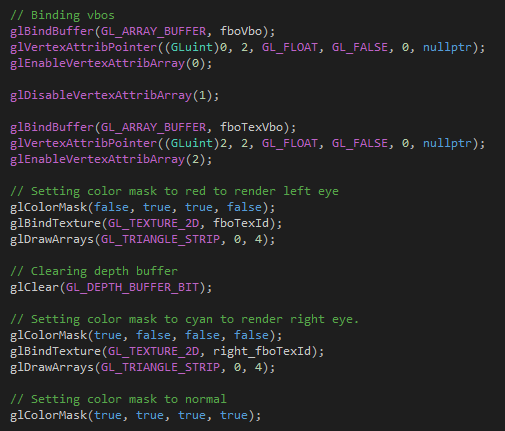 // Binding vbos
glBindBuffer(GL_ARRAY_BUFFER, fboVbo);
glVertexAttribPointer((GLuint)0, 2, GL_FLOAT, GL_FALSE, 0, nullptr);
glEnableVertexAttribArray(0);
glDisableVertexAttribArray(1);
glBindBuffer(GL_ARRAY_BUFFER, fboTexVbo);
glVertexAttribPointer((GLuint)2, 2, GL_FLOAT, GL_FALSE, 0, nullptr);
glEnableVertexAttribArray(2);
// Setting color mask to red to render left eye
glColorMask(false, true, true, false);
glBindTexture(GL_TEXTURE_2D, fboTexId);
glDrawArrays(GL_TRIANGLE_STRIP, 0, 4);
// Clearing depth buffer
glClear(GL_DEPTH_BUFFER_BIT);
// Setting color mask to cyan to render right eye.
glColorMask(true, false, false, false);
glBindTexture(GL_TEXTURE_2D, right_fboTexId);
glDrawArrays(GL_TRIANGLE_STRIP, 0, 4);
// Setting color mask to normal
glColorMask(true, true, true, true);